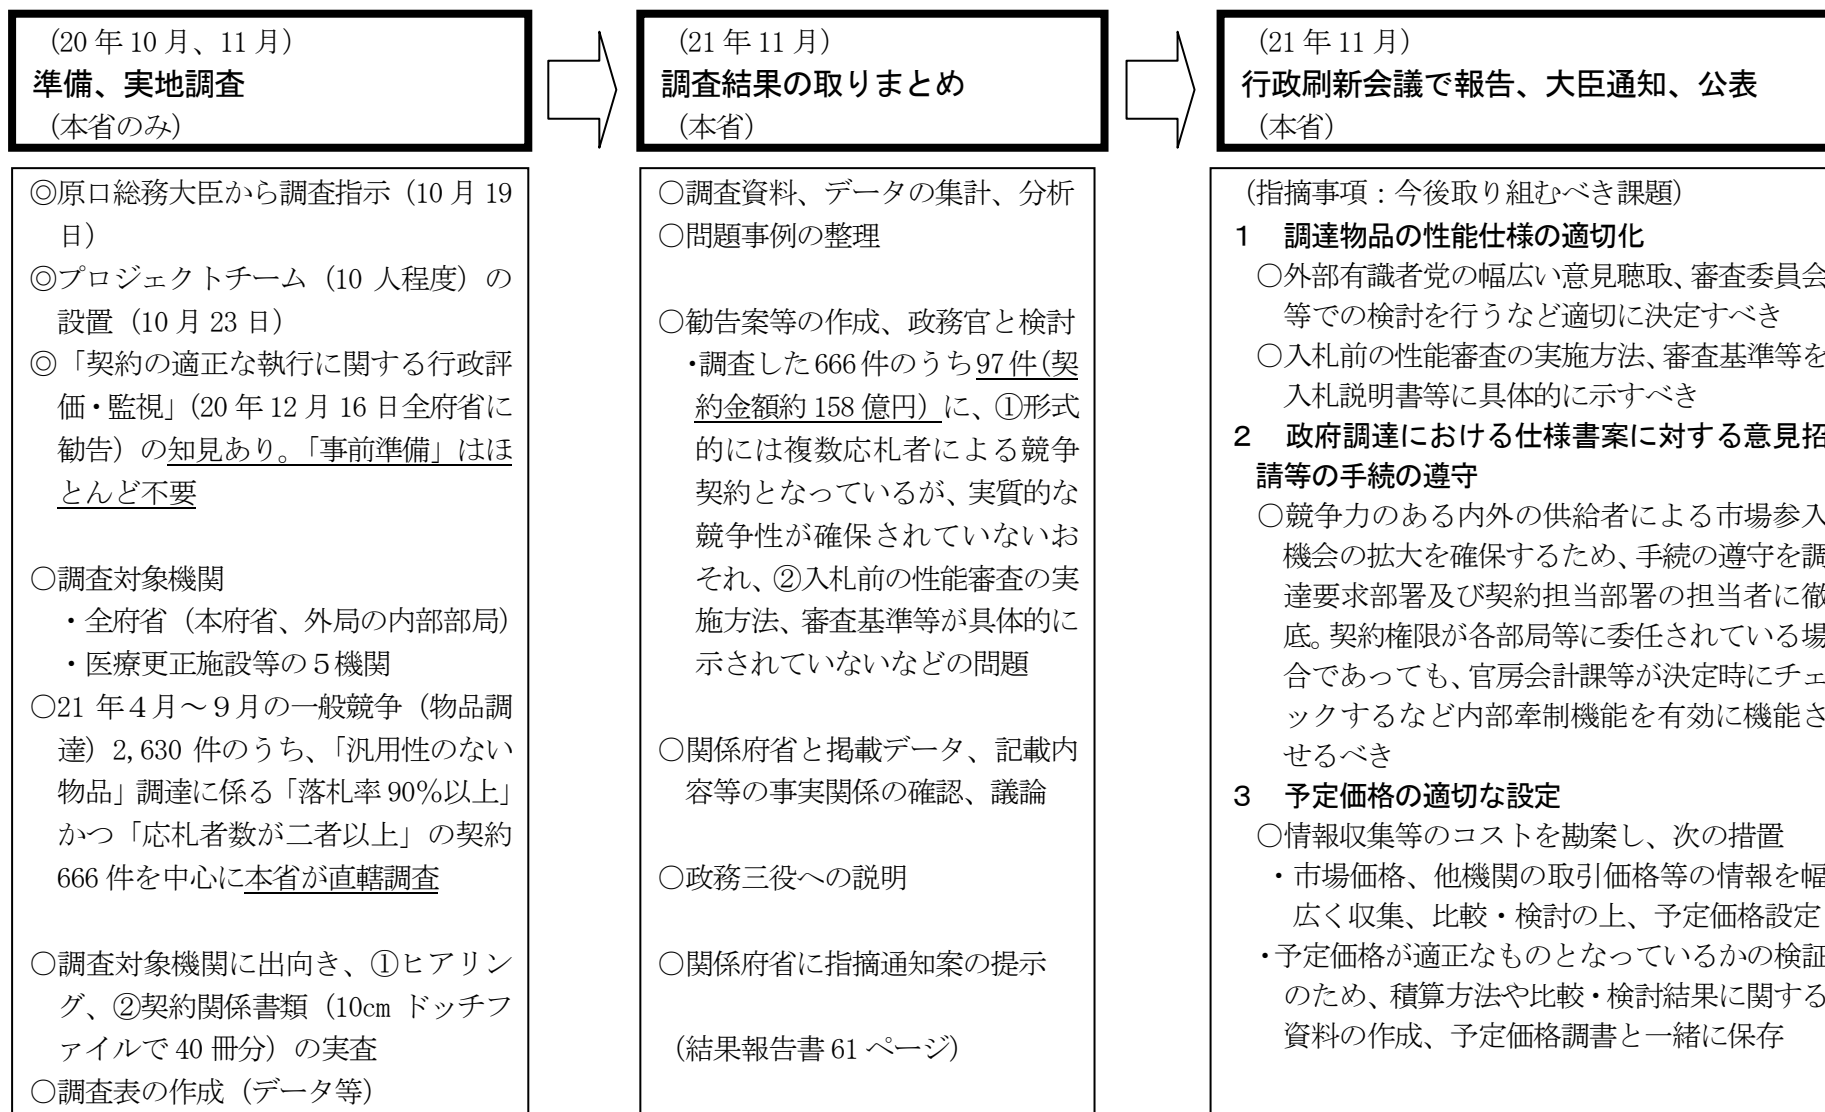 （20 年 10 月、11 月）
準備、実地調査
（本省のみ）
◎原口総務大臣から調査指示（10 月 19
日）
◎プロジェクトチーム（10 人程度）の
設置（10 月 23 日）
◎「契約の適正な執行に関する行政評
価・監視」（20 年 12 月 16 日全府省に
勧告）の知見あり。「事前準備」はほ
とんど不要
○調査対象機関
・全府省（本府省、外局の内部部局）
・医療更正施設等の５機関
○21 年４月～９月の一般競争（物品調
達）2,630 件のうち、「汎用性のない
物品」調達に係る「落札率 90％以上」
かつ「応札者数が二者以上」の契約
666 件を中心に本省が直轄調査
○調査対象機関に出向き、①ヒアリン
グ、②契約関係書類（10cm ドッチフ
ァイルで 40 冊分）の実査
○調査表の作成（データ等）
（21 年 11 月）
調査結果の取りまとめ
（本省）
○調査資料、データの集計、分析
○問題事例の整理
○勧告案等の作成、政務官と検討
・調査した 666 件のうち 97 件（契
約金額約 158 億円）に、①形式
的には複数応札者による競争
契約となっているが、実質的な
競争性が確保されていないお
それ、②入札前の性能審査の実
施方法、審査基準等が具体的に
示されていないなどの問題
○関係府省と掲載データ、記載内
容等の事実関係の確認、議論
○政務三役への説明
○関係府省に指摘通知案の提示
（結果報告書 61 ページ）
（21 年 11 月）
行政刷新会議で報告、大臣通知、公表
（本省）
（指摘事項：今後取り組むべき課題）
１　調達物品の性能仕様の適切化
○外部有識者党の幅広い意見聴取、審査委員会
等での検討を行うなど適切に決定すべき
○入札前の性能審査の実施方法、審査基準等を
入札説明書等に具体的に示すべき
２　政府調達における仕様書案に対する意見招
請等の手続の遵守
○競争力のある内外の供給者による市場参入
機会の拡大を確保するため、手続の遵守を調
達要求部署及び契約担当部署の担当者に徹
底。契約権限が各部局等に委任されている場
合であっても、官房会計課等が決定時にチェ
ックするなど内部牽制機能を有効に機能さ
せるべき
３　予定価格の適切な設定
○情報収集等のコストを勘案し、次の措置
・市場価格、他機関の取引価格等の情報を幅
広く収集、比較・検討の上、予定価格設定
・予定価格が適正なものとなっているかの検証
のため、積算方法や比較・検討結果に関する
資料の作成、予定価格調書と一緒に保存